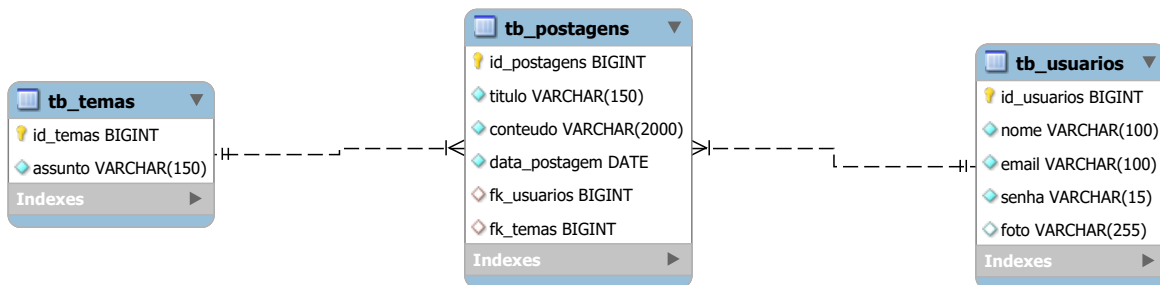 tb_temas
id_temas BIGINT
assunto VARCHAR(150)
Indexes
tb_postagens
id_postagens BIGINT
titulo VARCHAR(150)
conteudo VARCHAR(2000)
data_postagem DATE
fk_usuarios BIGINT
fk_temas BIGINT
Indexes
tb_usuarios
id_usuarios BIGINT
nome VARCHAR(100)
email VARCHAR(100)
senha VARCHAR(15)
foto VARCHAR(255)
Indexes